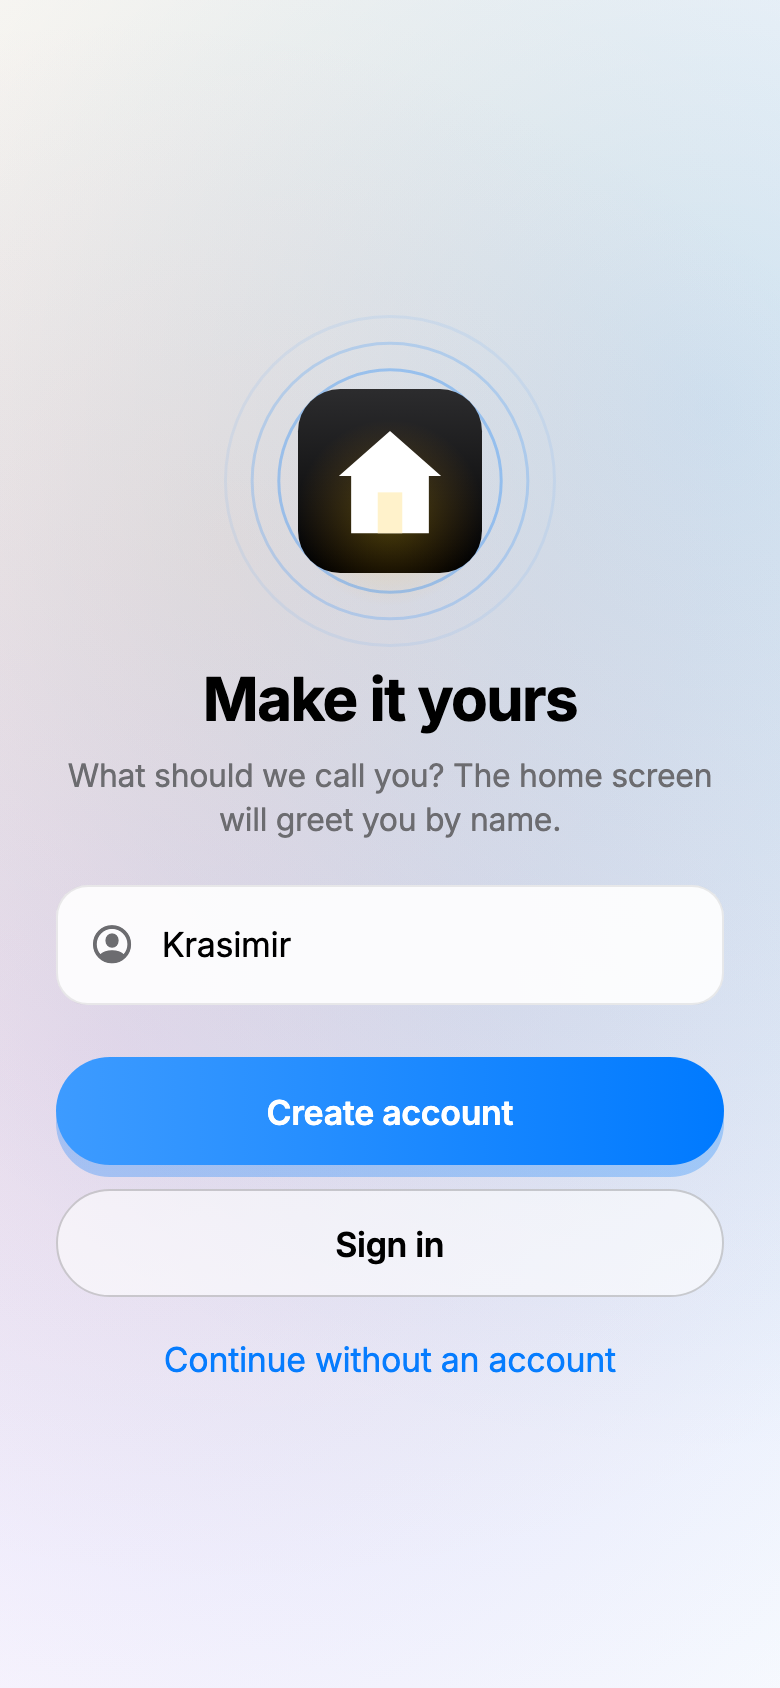 Make it yours
What should we call you? The home screen
will greet you by name.
Krasimir
Create account
Sign in
Continue without an account